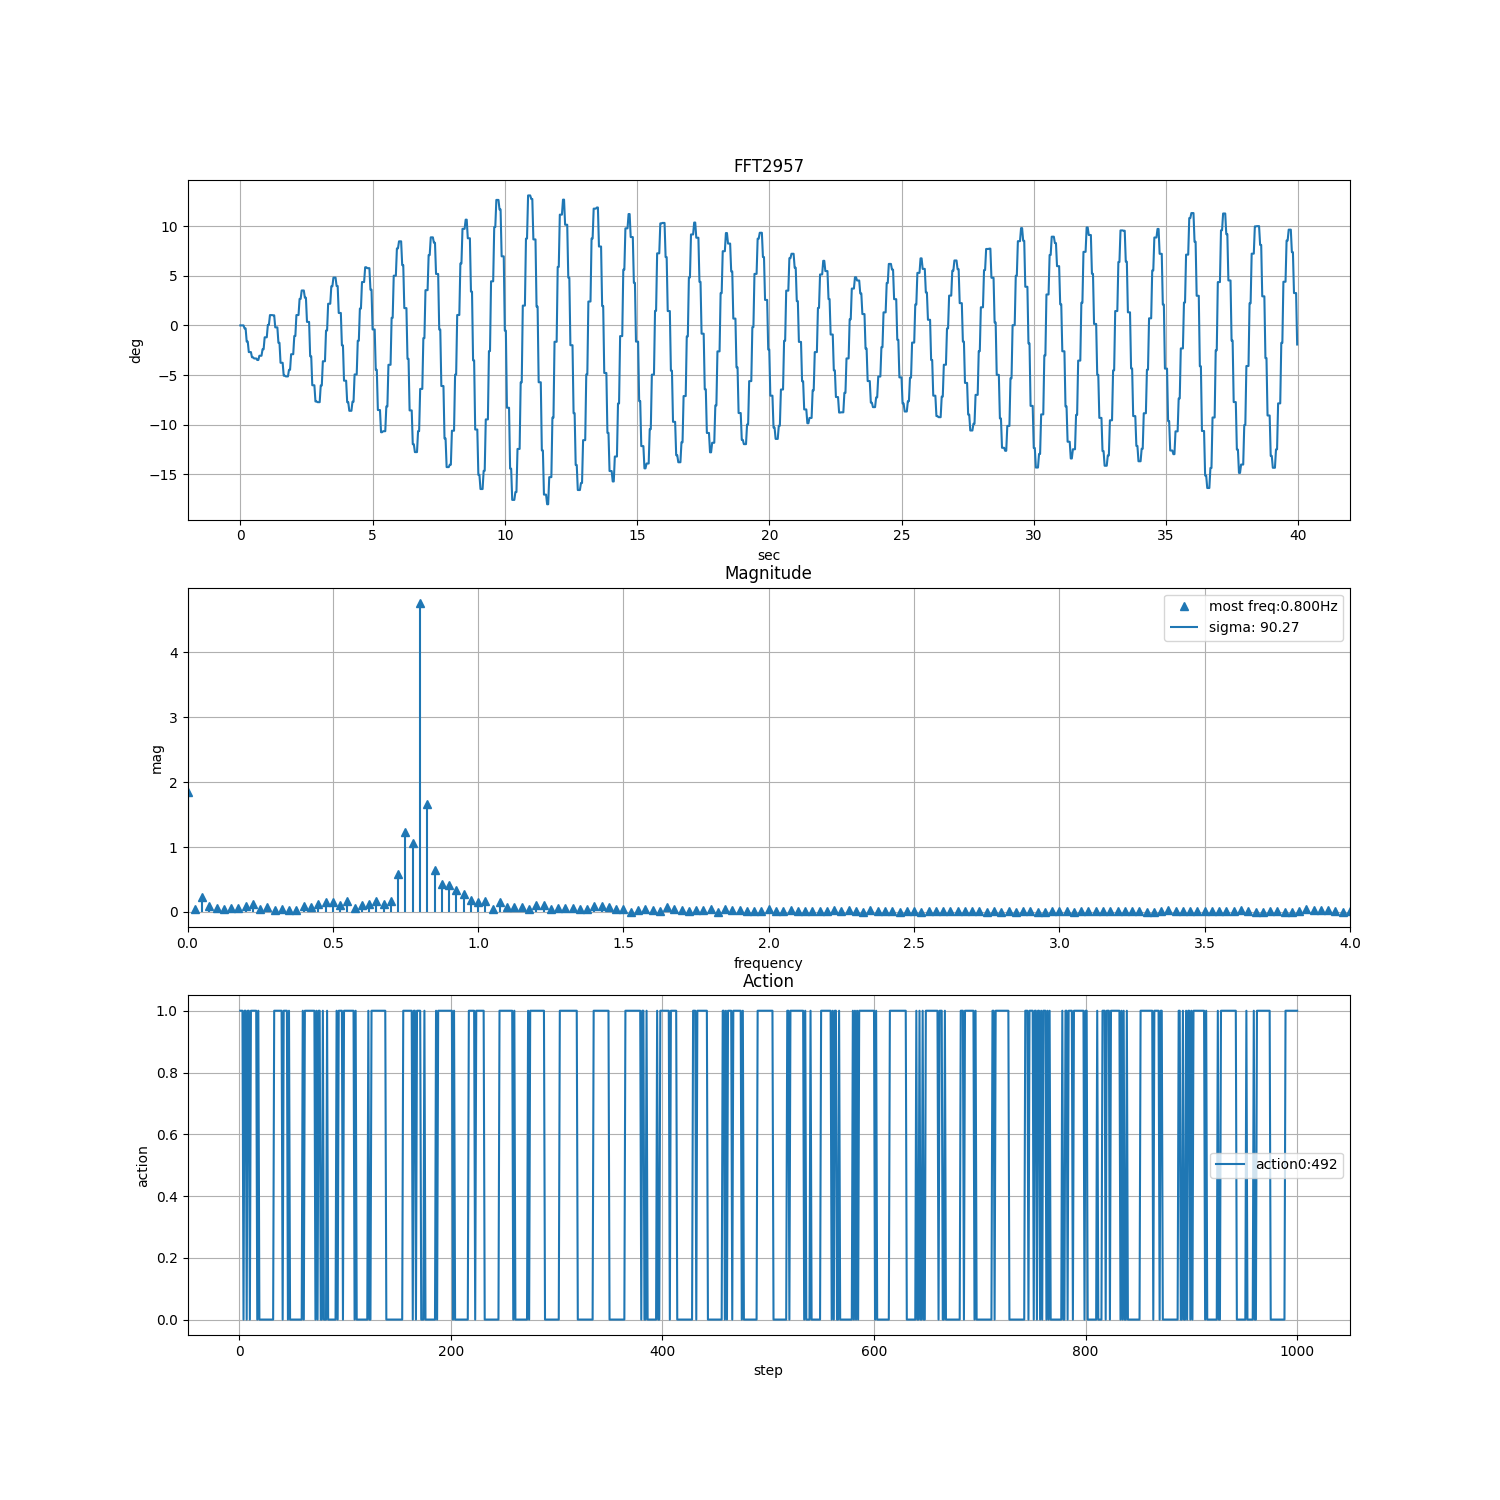 FFT2957
10
5
0
−5
−10
−15
deg
0 5 10 15 20 25 30 35 40
sec
Magnitude
most freq:0.800Hz
sigma: 90.27
4
3
2
1
0
mag
0.0 0.5 1.0 1.5 2.0 2.5 3.0 3.5 4.0
frequency
Action
1.0
0.8
0.6
0.4
0.2
0.0
action
action0:492
0 200 400 600 800 1000
step